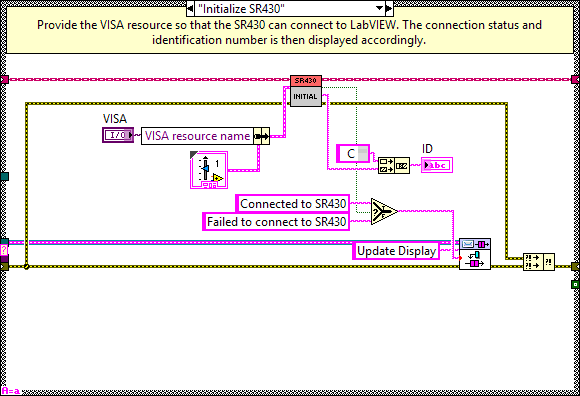 "Initialize SR430"
Provide the VISA resource so that the SR430 can connect to LabVIEW. The connection status and
identification number is then displayed accordingly.
SR430
INITIAL
VISA
I/O
VISA resource name
1
C
ID
abc
Connected to SR430
Failed to connect to SR430
?
T
F
Update Display
?
?! ?!
?!
A=a